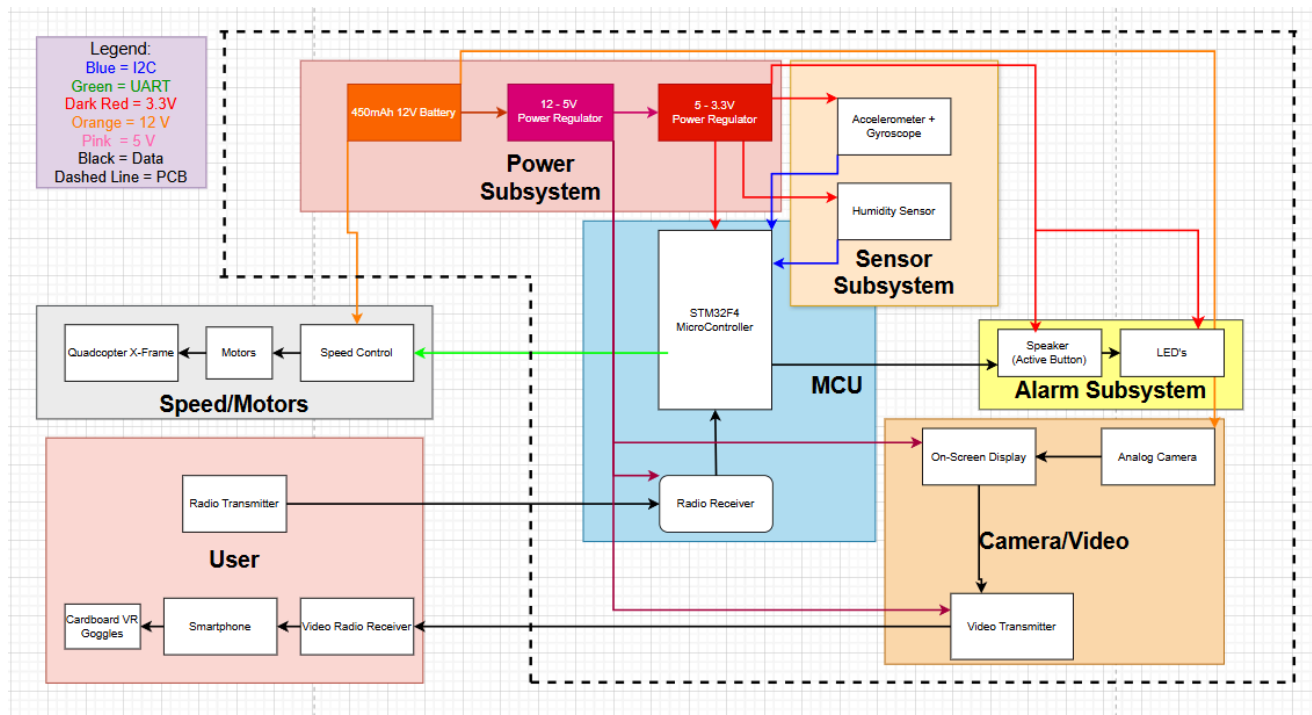 Legend:
Blue = I2C
Green = UART
Dark Red = 3.3V
Orange = 12 V
Pink = 5 V
Black = Data
Dashed Line = PCB
450mAh 12V Battery
12 - 5V
Power Regulator
5 - 3.3V
Power Regulator
Power
Subsystem
Accelerometer +
Gyroscope
Humidity Sensor
Sensor
Subsystem
STM32F4
MicroController
MCU
Quadcopter X-Frame
Motors
Speed Control
Speed/Motors
Speaker
(Active Button)
LED's
Alarm Subsystem
On-Screen Display
Analog Camera
Camera/Video
Video Transmitter
Radio Transmitter
Radio Receiver
User
Cardboard VR
Goggles
Smartphone
Video Radio Receiver